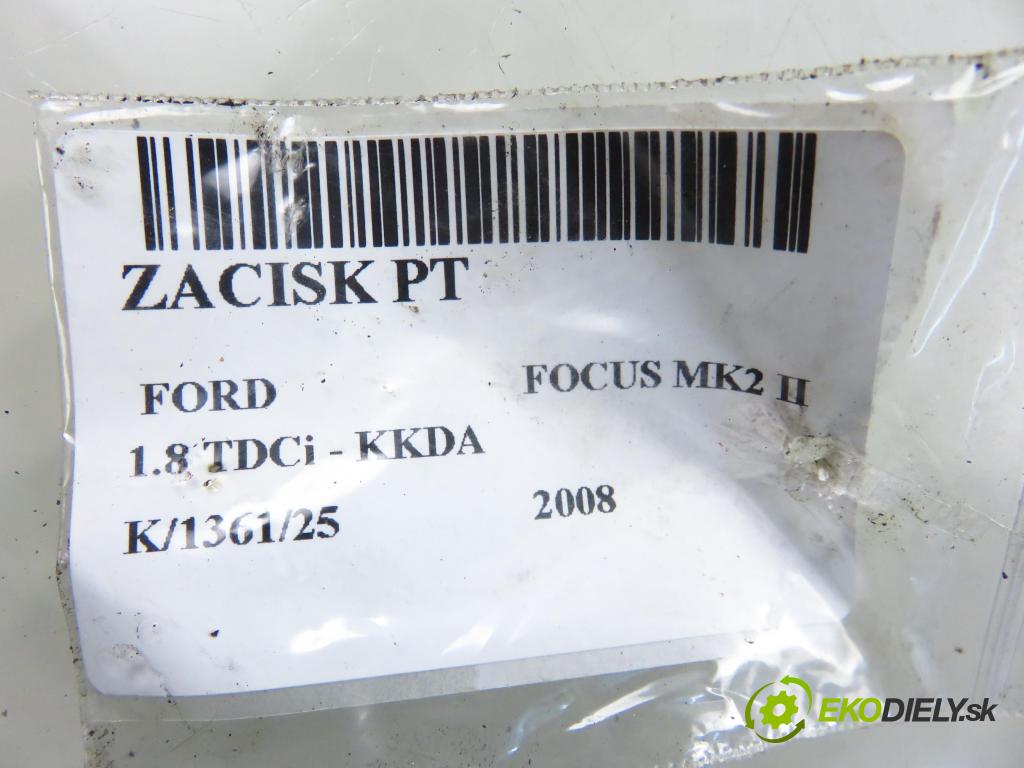 ZACISK PT
FORD FOCUS MK2 II
1.8 TDCi - KKDA
K/1361/25 2008
EKODIELY.sk